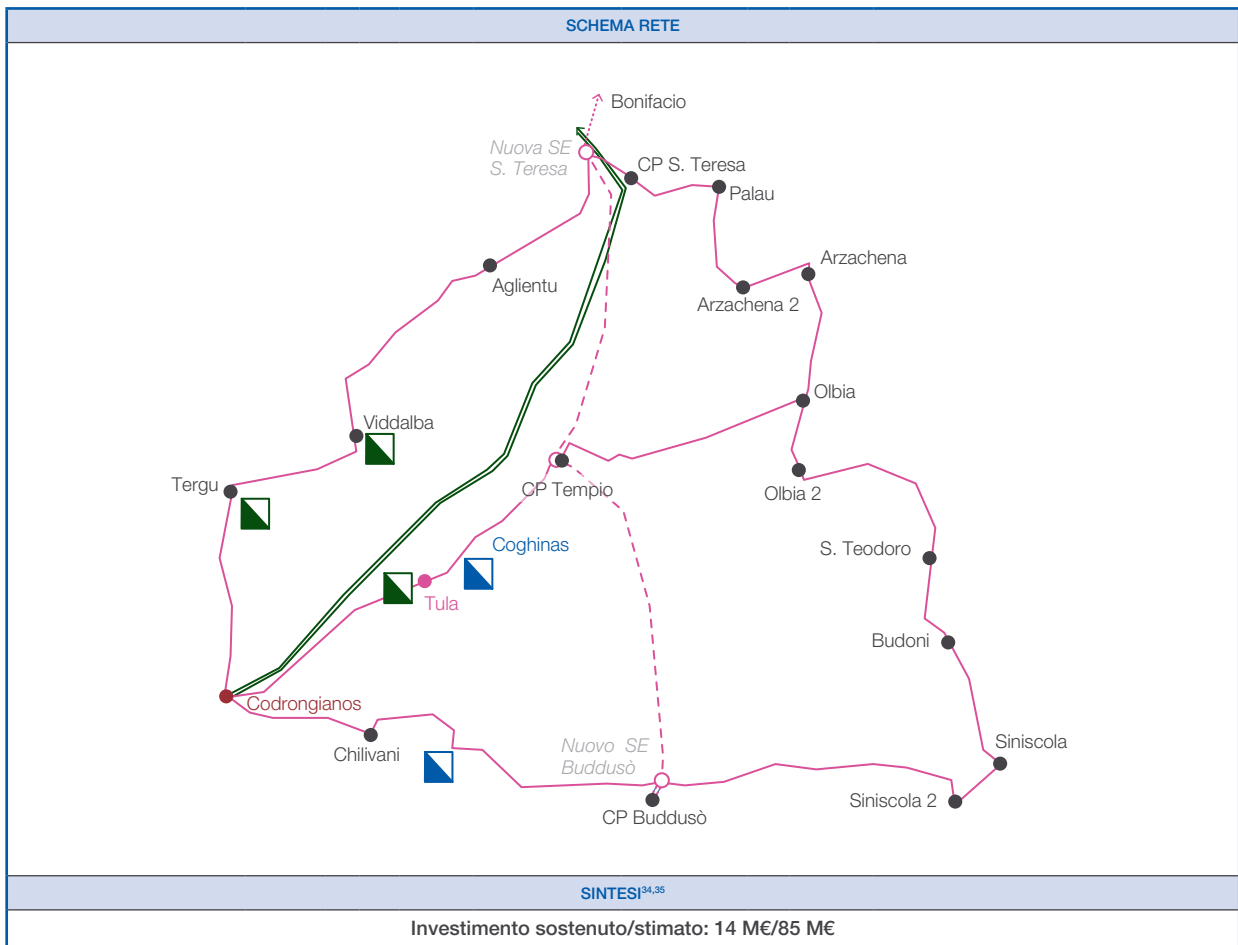 SCHEMA RETE
Bonifacio
Nuova SE
S. Teresa
CP S. Teresa
Palau
Arzachena
Aglientu
Arzachena 2
Olbia
Viddalba
Tergu
CP Tempio
Olbia 2
Coghinas
S. Teodoro
Tula
Budoni
Codrongianos
Chilivani
Nuovo SE
Buddusò
Siniscola
Siniscola 2
CP Buddusò
SINTESI34,35
Investimento sostenuto/stimato: 14 M€/85 M€